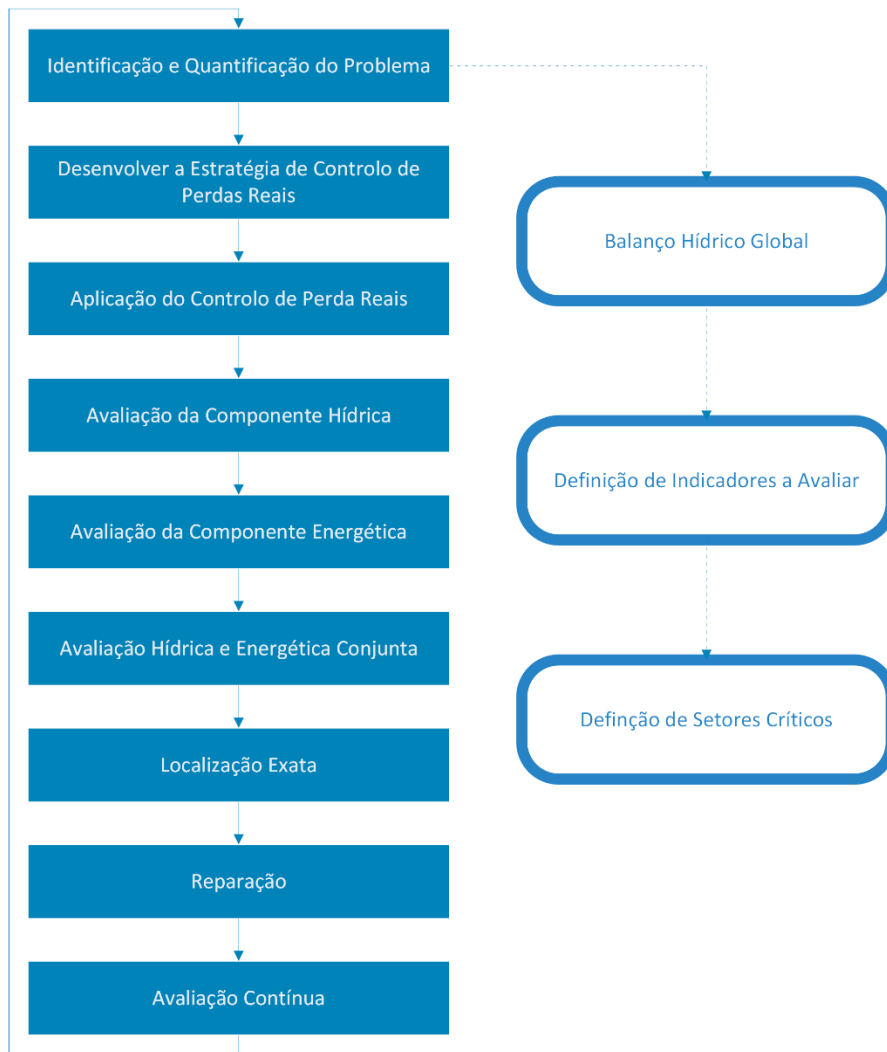 Identificação e Quantificação do Problema
Desenvolver a Estratégia de Controlo de
Perdas Reais
Aplicação do Controlo de Perda Reais
Avaliação da Componente Hídrica
Avaliação da Componente Energética
Avaliação Hídrica e Energética Conjunta
Localização Exata
Reparação
Avaliação Contínua
Balanço Hídrico Global
Definição de Indicadores a Avaliar
Definção de Setores Críticos